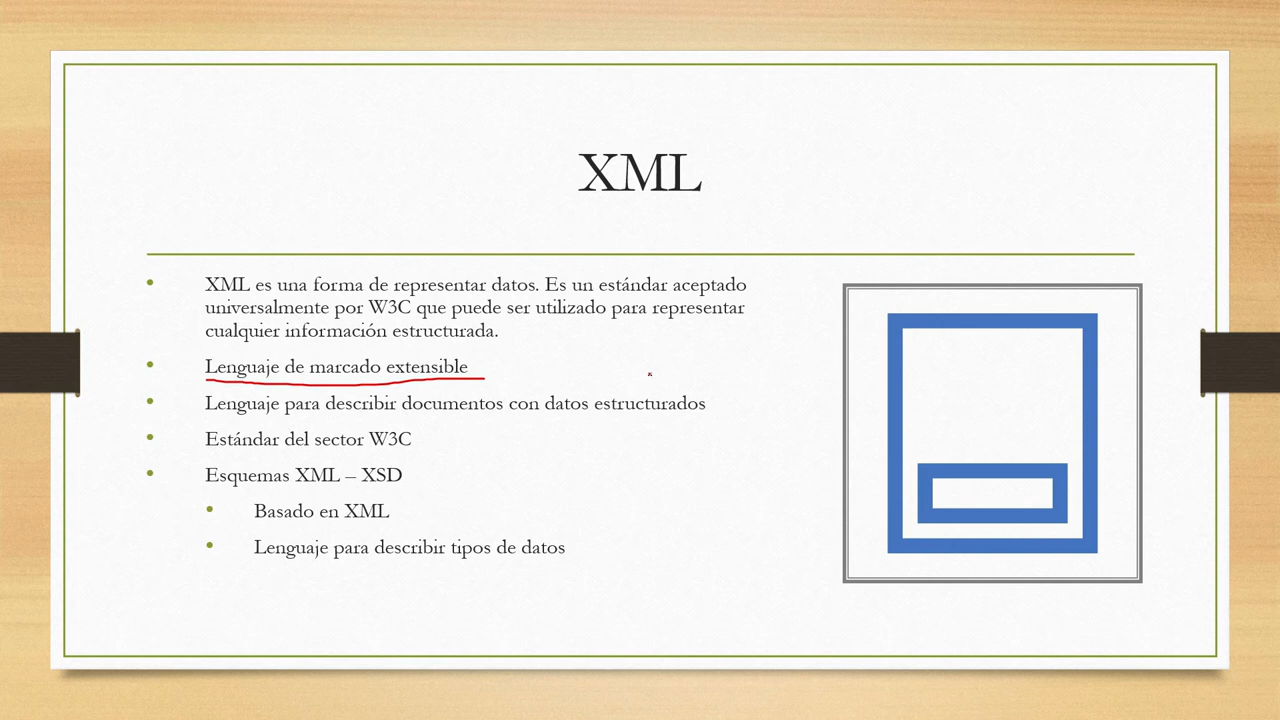 XML
XML es una forma de representar datos. Es un estándar aceptado
universalmente por W3C que puede ser utilizado para representar
cualquier información estructurada.
Lenguaje de marcado extensible
Lenguaje para describir documentos con datos estructurados
Estándar del sector W3C
Esquemas XML – XSD
Basado en XML
Lenguaje para describir tipos de datos